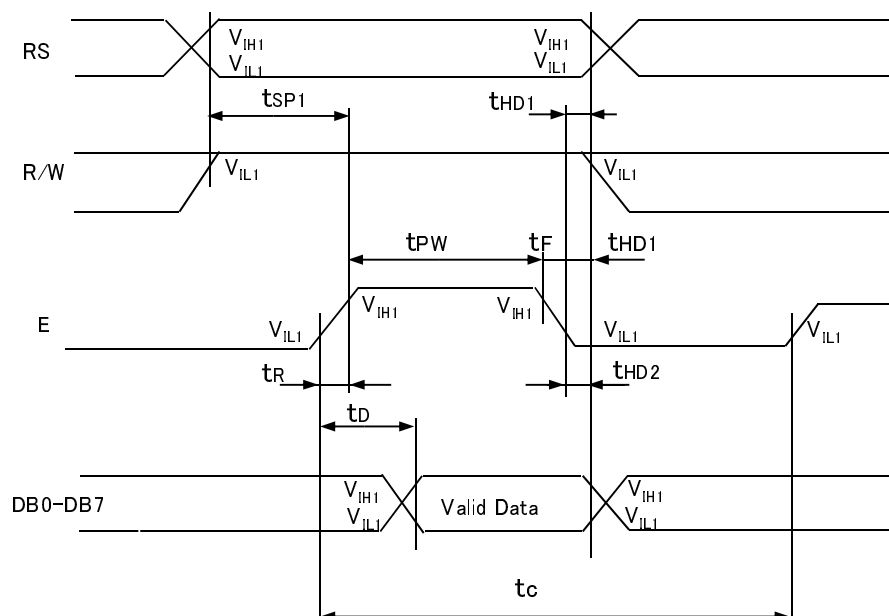 RS
VIH1 VIH1
VIL1 VIL1
tSP1 tHD1
R/W VIL1 VIL1
tPW tF tHD1
E VIL1 VIH1 VIH1 VIL1 VIL1
tR tHD2
tD
DB0-DB7 VIH1 Valid Data VIH1
VIL1 VIL1
tc